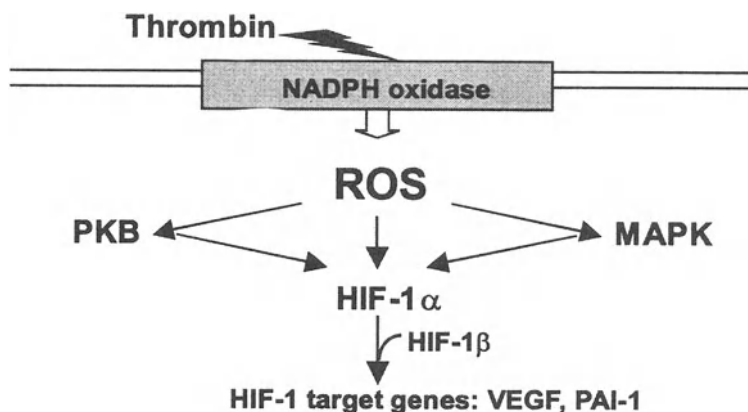 Thrombin
NADPH oxidase
ROS
PKB
MAPK
HIF-1α
HIF-1β
HIF-1 target genes: VEGF, PAI-1